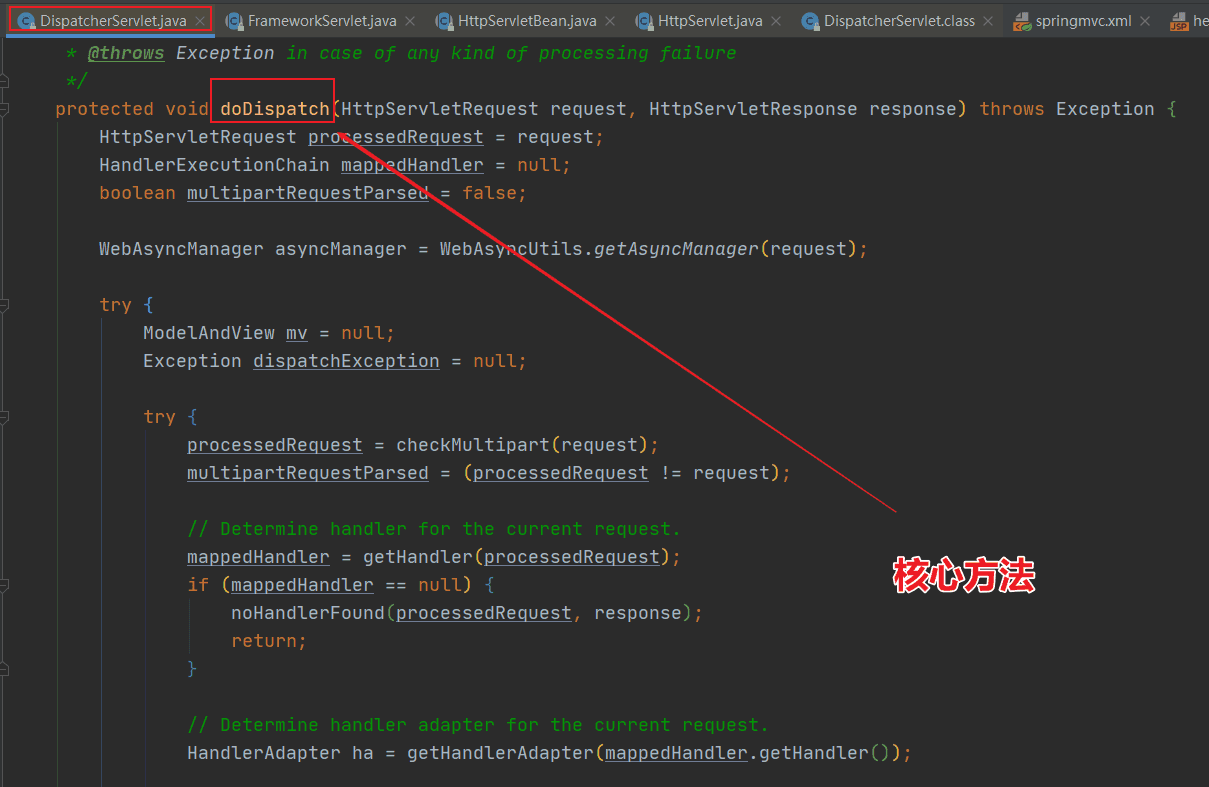 DispatcherServlet.java FrameworkServlet.java HttpServletBean.java HttpServlet.java DispatcherServlet.class springmvc.xml he
* @throws Exception in case of any kind of processing failure
*/
protected void doDispatch(HttpServletRequest request, HttpServletResponse response) throws Exception {
HttpServletRequest processedRequest = request;
HandlerExecutionChain mappedHandler = null;
boolean multipartRequestParsed = false;
WebAsyncManager asyncManager = WebAsyncUtils.getAsyncManager(request);
try {
ModelAndView mv = null;
Exception dispatchException = null;
try {
processedRequest = checkMultipart(request);
multipartRequestParsed = (processedRequest != request);
// Determine handler for the current request.
mappedHandler = getHandler(processedRequest);
if (mappedHandler == null) {
noHandlerFound(processedRequest, response);
return;
}
核心方法
// Determine handler adapter for the current request.
HandlerAdapter ha = getHandlerAdapter(mappedHandler.getHandler());